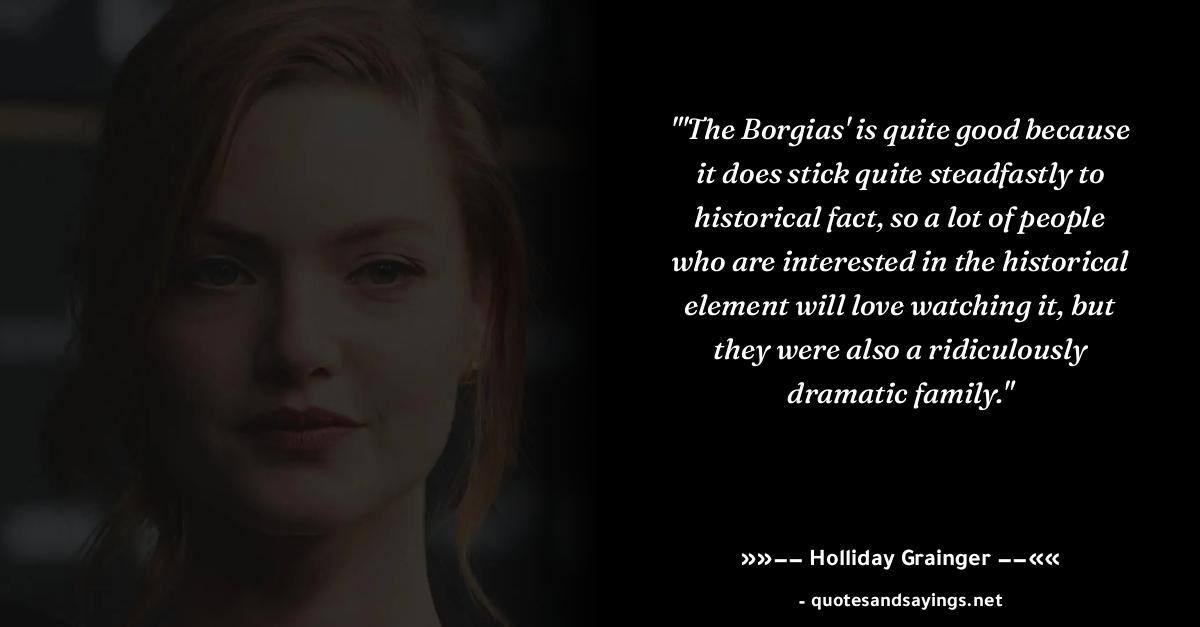 "'The Borgias' is quite good because
it does stick quite steadfastly to
historical fact, so a lot of people
who are interested in the historical
element will love watching it, but
they were also a ridiculously
dramatic family."
»»−− Holliday Grainger −−««
- quotesandsayings.net